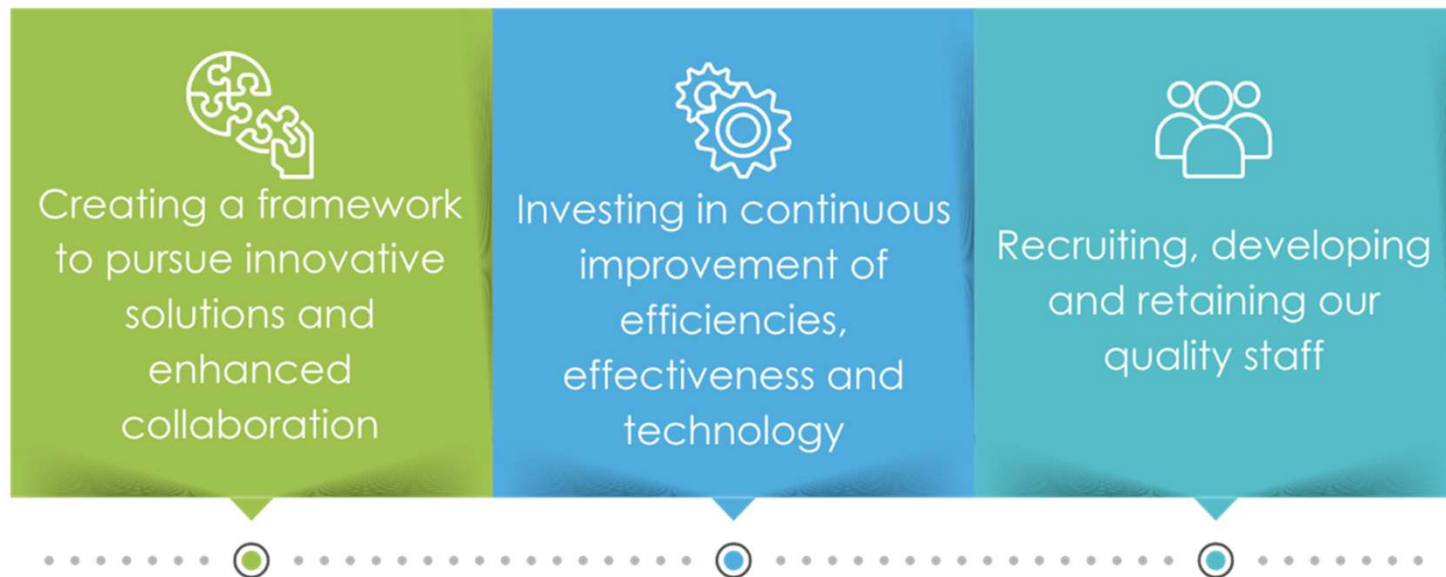 Creating a framework
to pursue innovative
solutions and
enhanced
collaboration
Investing in continuous
improvement of
efficiencies,
effectiveness and
technology
Recruiting, developing
and retaining our
quality staff